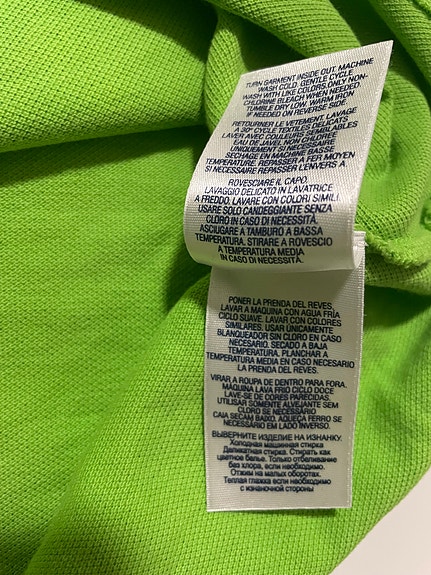 TURN GARMENT INSIDE OUT. MACHINE
WASH COLD. GENTLE CYCLE
WASH WITH LIKE COLORS.ONLY NON-
CHLORINE BLEACH WHEN NEEDED.
TUMBLE DRY LOW. WARM IRON
IF NEEDED ON REVERSE SIDE.
RETOURNER LE VETEMENT. LAVAGE
A 30° CYCLE TEXTILES DELICATS
LAVER AVEC COULEURS SEMBLABLES
EAU DE JAVEL NON CHLOREE
UNIQUEMENT SI NECESSAIRE
SÉCHAGE EN MACHINE BASSE
TEMPERATURE. REPASSER A FER MOYEN
SI NECESSAIRE REPASSER L'ENVERS A
ROVESCIARE IL CAPO.
LAVAGGIO DELICATO IN LAVATRICE
A FREDDO. LAVARE CON COLORI SIMILI.
USARE SOLO CANDEGGIANTE SENZA
CLORO IN CASO DI NECESSITÀ.
ASCIUGARE A TAMBURO A BASSA
TEMPERATURA. STIRARE A ROVESCIO
A TEMPERATURA MEDIA
IN CASO DI NECESSITÀ.
PONER LA PRENDA DEL REVES.
LAVAR A MAQUINA CON AGUA FRÍA
CICLO SUAVE. LAVAR CON COLORES
SIMILARES. USAR ÚNICAMENTE
BLANQUEADOR SIN CLORO EN CASO
NECESARIO. SECADO A BAJA
TEMPERATURA. PLANCHAR A
TEMPERATURA MEDIA EN CASO NECESARIO
LA PRENDA DEL REVES.
VIRAR A ROUPA DE DENTRO PARA FORA.
MAQUINA LAVA FRIO CICLO DOCE
LAVE-SE DE CORES PARECIDAS.
UTILISAR SOMENTE ALVEJANTE SEM
CLORO SE NECESSÁRIO
CAIA SECAM BAIXO. AQUEÇA FERRO SE
NECESSÁRIO EM LADO INVERSO.
ВЫВЕРНИТЕ ИЗДЕЛИЕ НА ИЗНАНКУ.
Холодная машинная стирка
Деликатная стирка. Стирать как
цветное белье. Только отбеливание
без хлора, если необходимо.
Отжим на малых оборотах.
Теплая глажка если необходимо
с изнаночной стороны